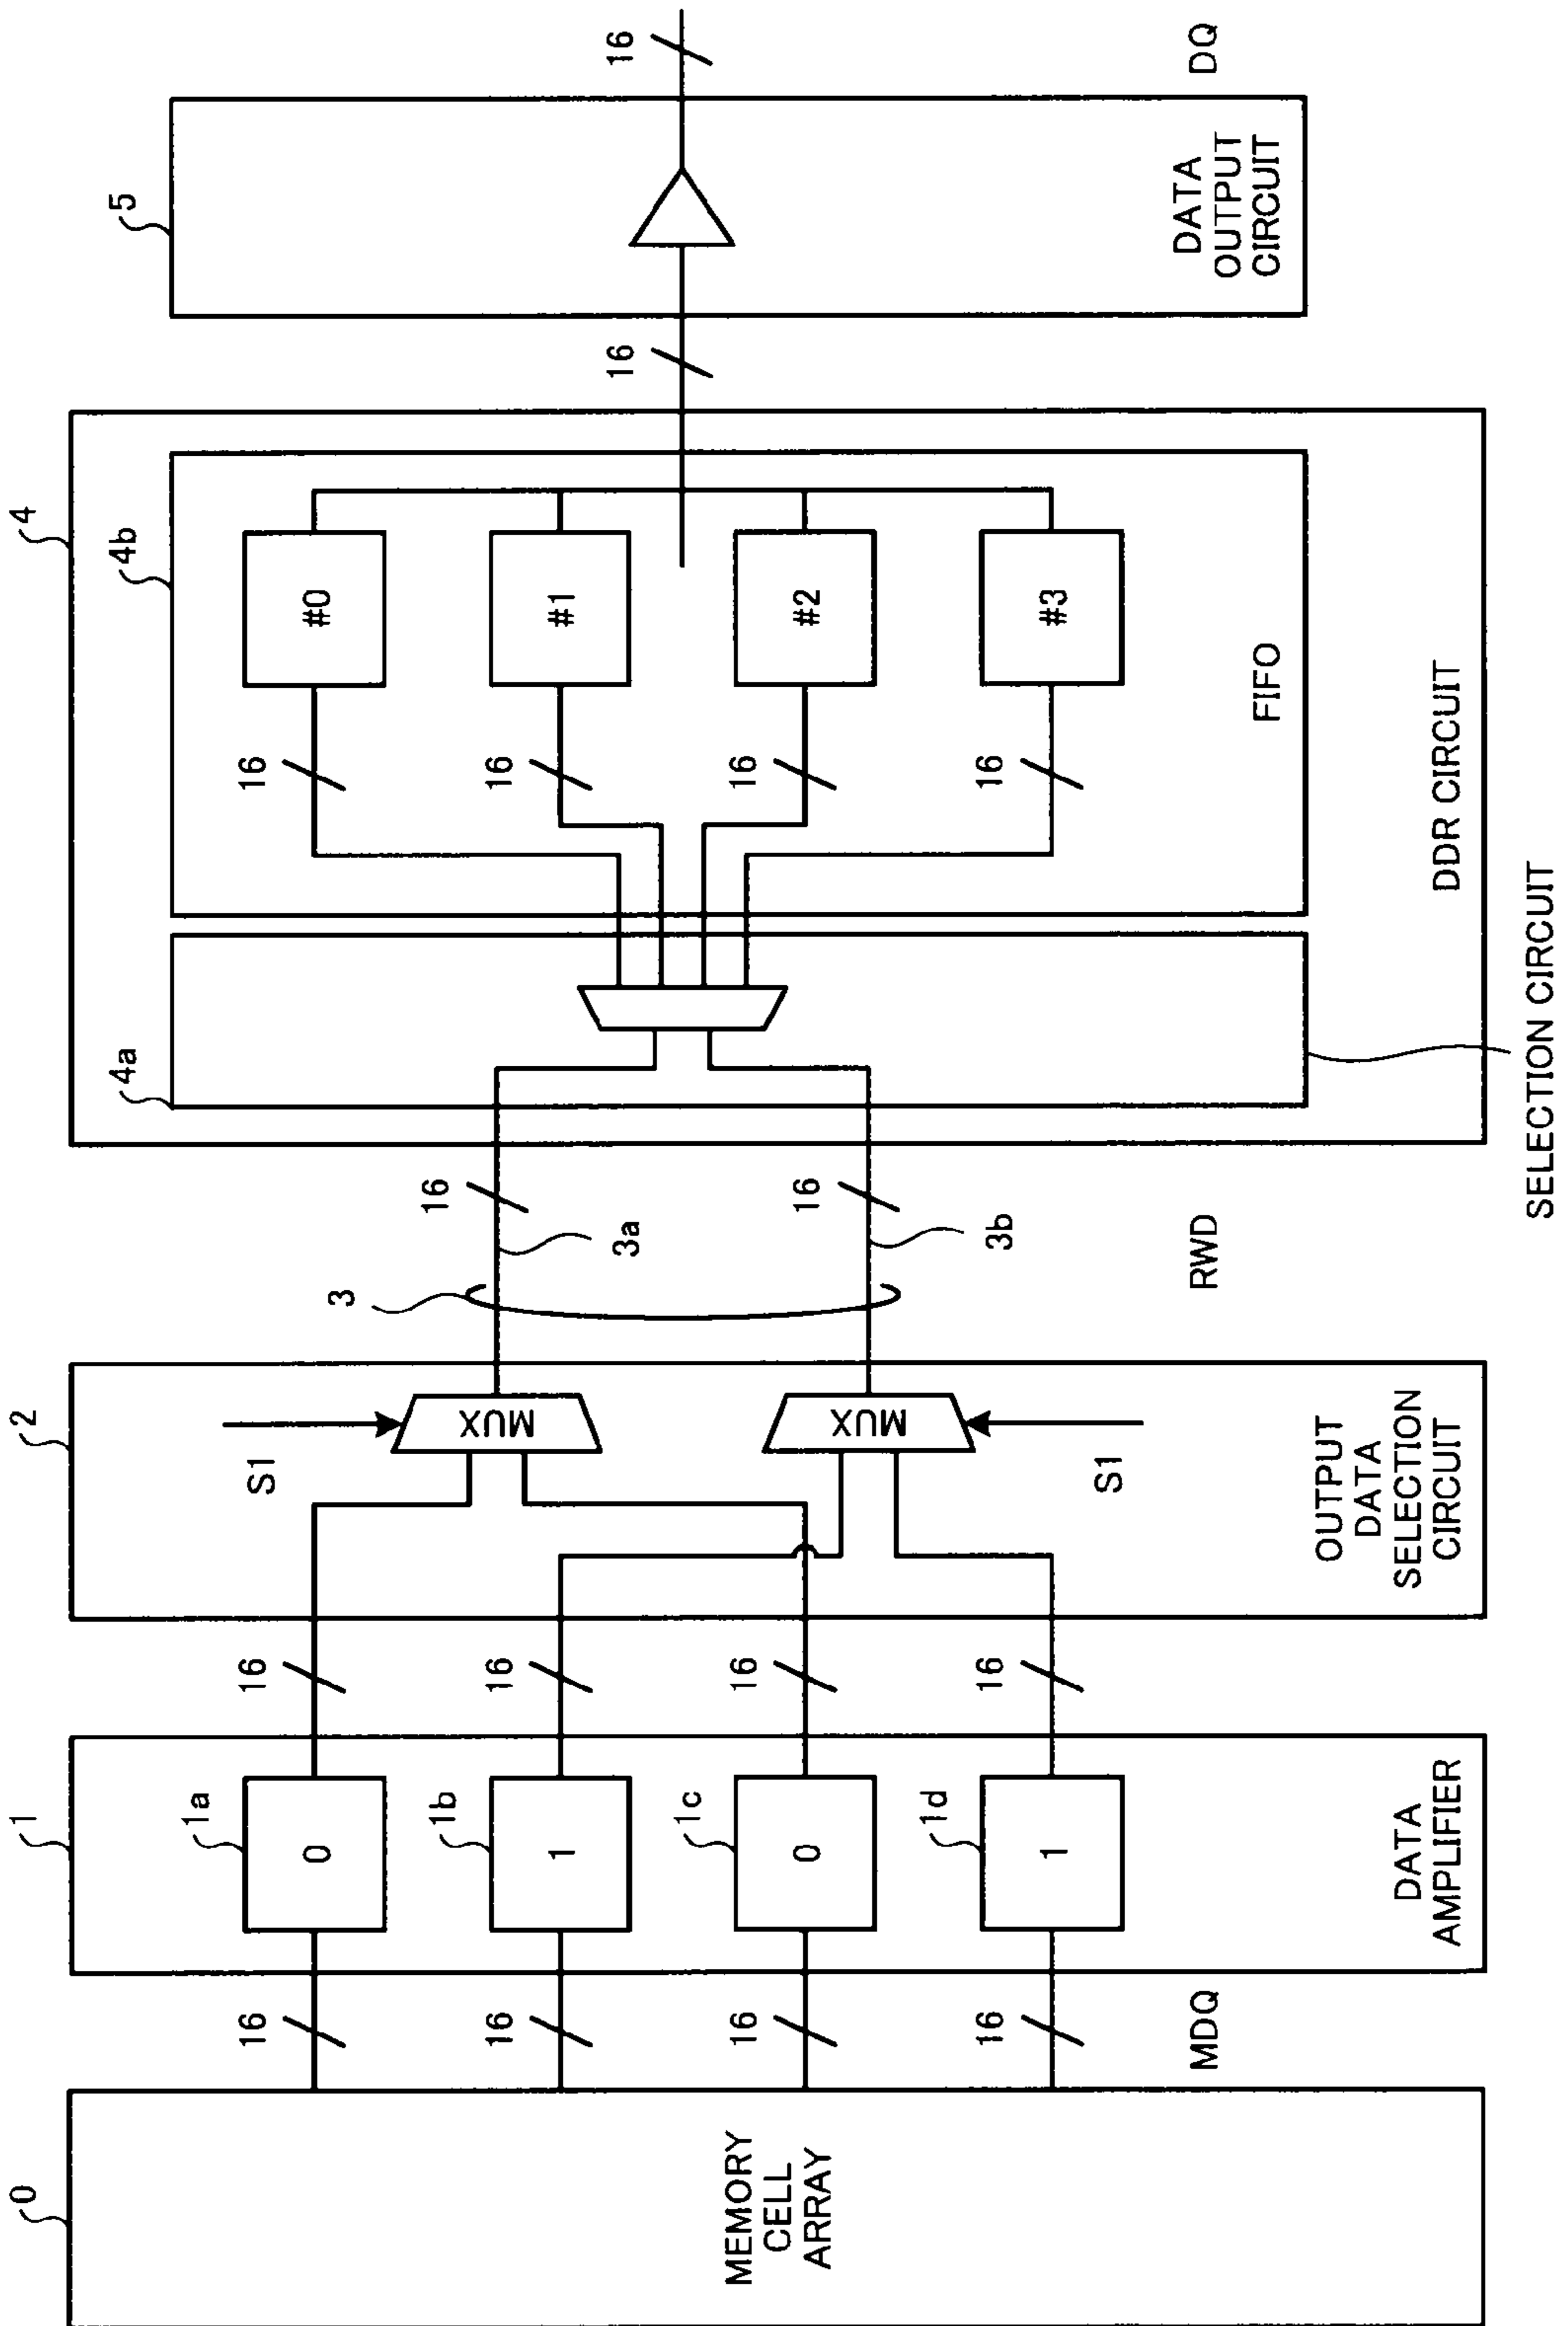 0
MEMORY
CELL
ARRAY
16
16
16
16
MDQ
1
1a
0
1b
1
1c
0
1d
1
DATA
AMPLIFIER
16
16
16
16
2
S1
MUX
MUX
S1
OUTPUT
DATA
SELECTION
CIRCUIT
3
16
3a
16
3b
RWD
4
4a
SELECTION CIRCUIT
4b
16
16
16
16
#0
#1
#2
#3
FIFO
DDR CIRCUIT
16
5
DATA
OUTPUT
CIRCUIT
16
DQ